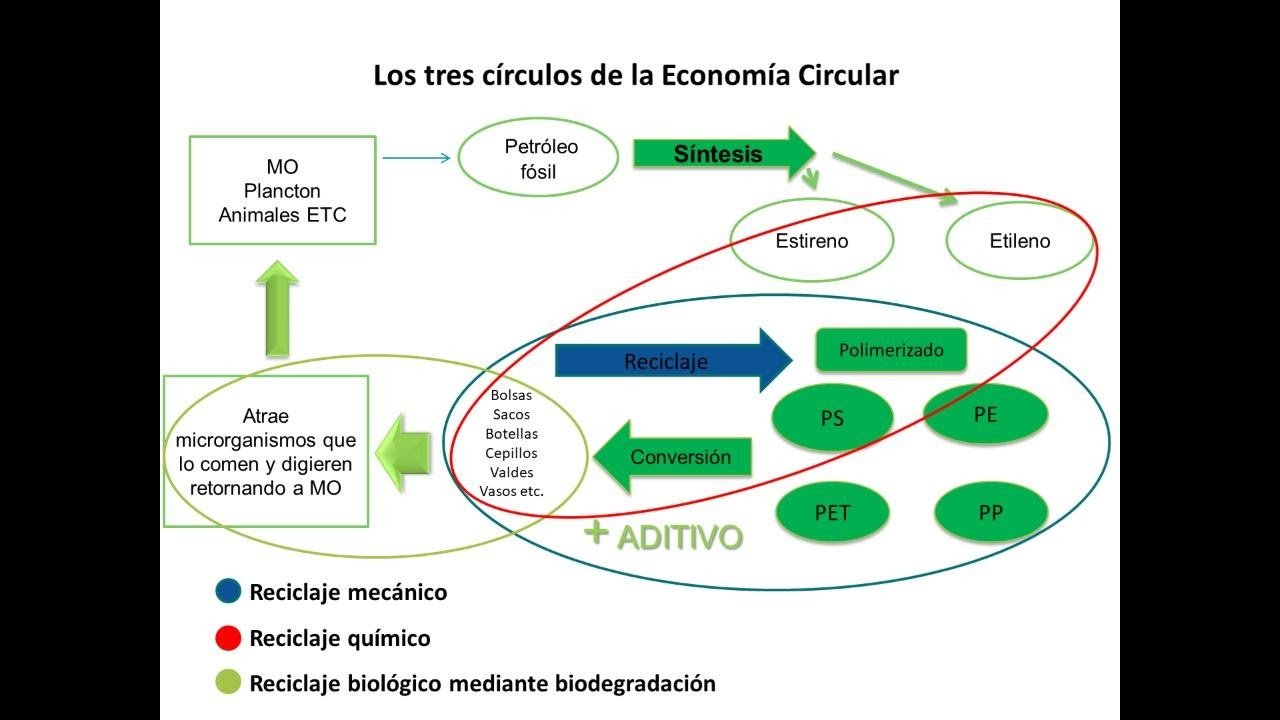 Los tres círculos de la Economía Circular
MO
Plancton
Animales ETC
Petróleo
fósil
Síntesis
Estireno
Etileno
Reciclaje
Polimerizado
Bolsas
Sacos
Botellas
Cepillos
Valdes
Vasos etc.
PS
PE
Atrae
microrganismos que
lo comen y digieren
retornando a MO
Conversión
PET
PP
+ ADITIVO
Reciclaje mecánico
Reciclaje químico
Reciclaje biológico mediante biodegradación